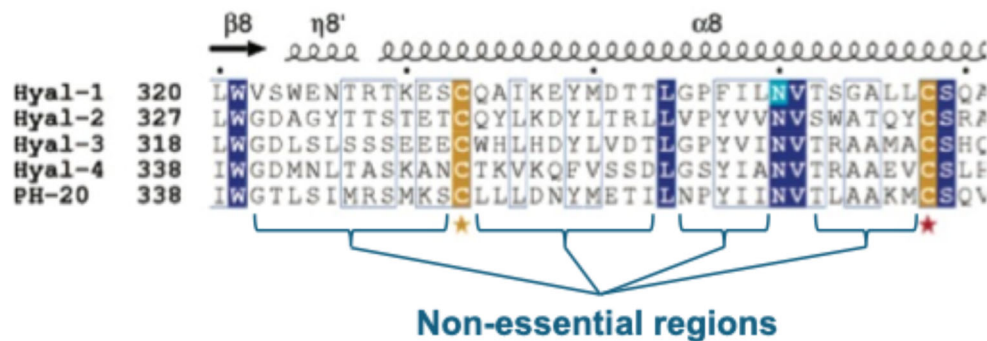 β8 η8' α8
Hyal-1 320 LWVSWENTRTKESCQAIKEYMDTTLGPFILNVTSGALLCSQA
Hyal-2 327 LWGDAGYTTSTETCQYLKDYLTRLLVPYVVNVSWATQYCSRA
Hyal-3 318 LWGDLSLSSSEEECWHLHDYLVDTLGPYVINVTRAAMACSHQ
Hyal-4 338 IWGDMNLTASKANCTKVKQFVSSDLGSYIANVTRAAEVCSLH
PH-20 338 IWGTLSIMRSMKSCLLLDNYMETILNPYIINVTLAAKMCSQV
Non-essential regions